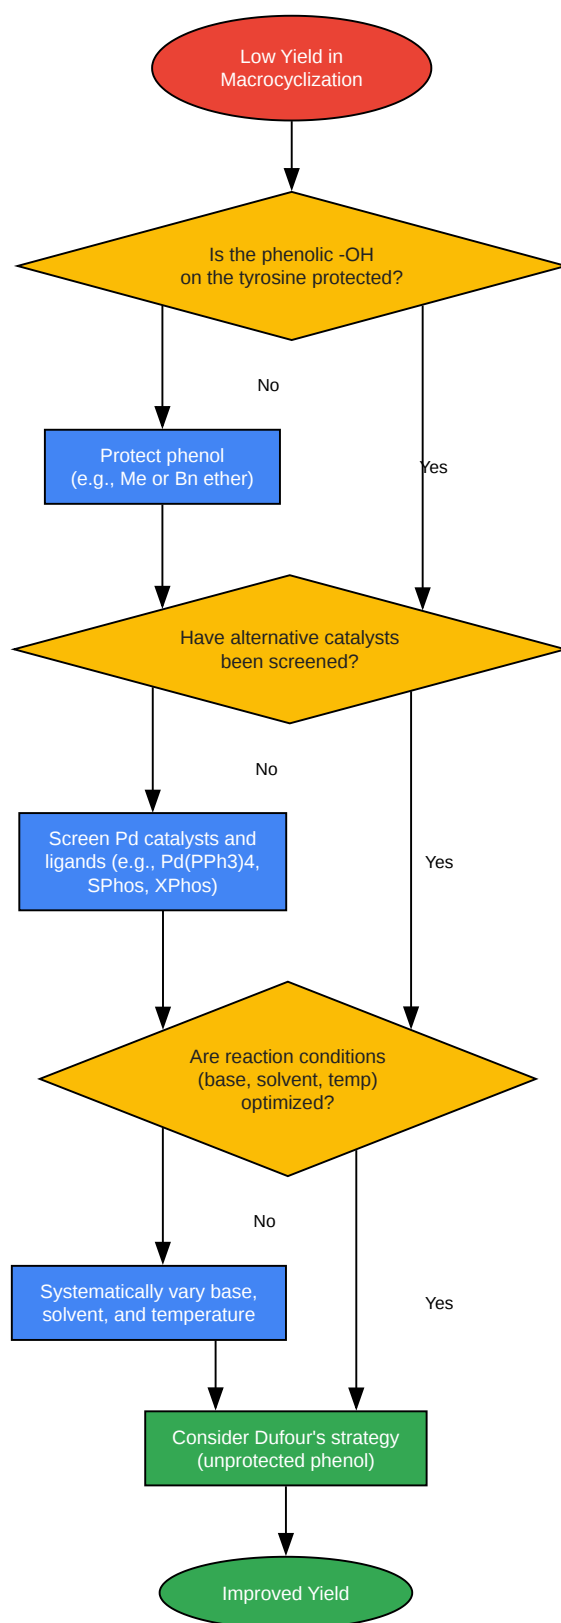 Low Yield in
Macrocyclization
Is the phenolic -OH
on the tyrosine protected?
No
Protect phenol
(e.g., Me or Bn ether)
Yes
Have alternative catalysts
been screened?
No
Screen Pd catalysts and
ligands (e.g., Pd(PPh3)4,
SPhos, XPhos)
Yes
Are reaction conditions
(base, solvent, temp)
optimized?
No
Systematically vary base,
solvent, and temperature
Yes
Consider Dufour's strategy
(unprotected phenol)
Improved Yield